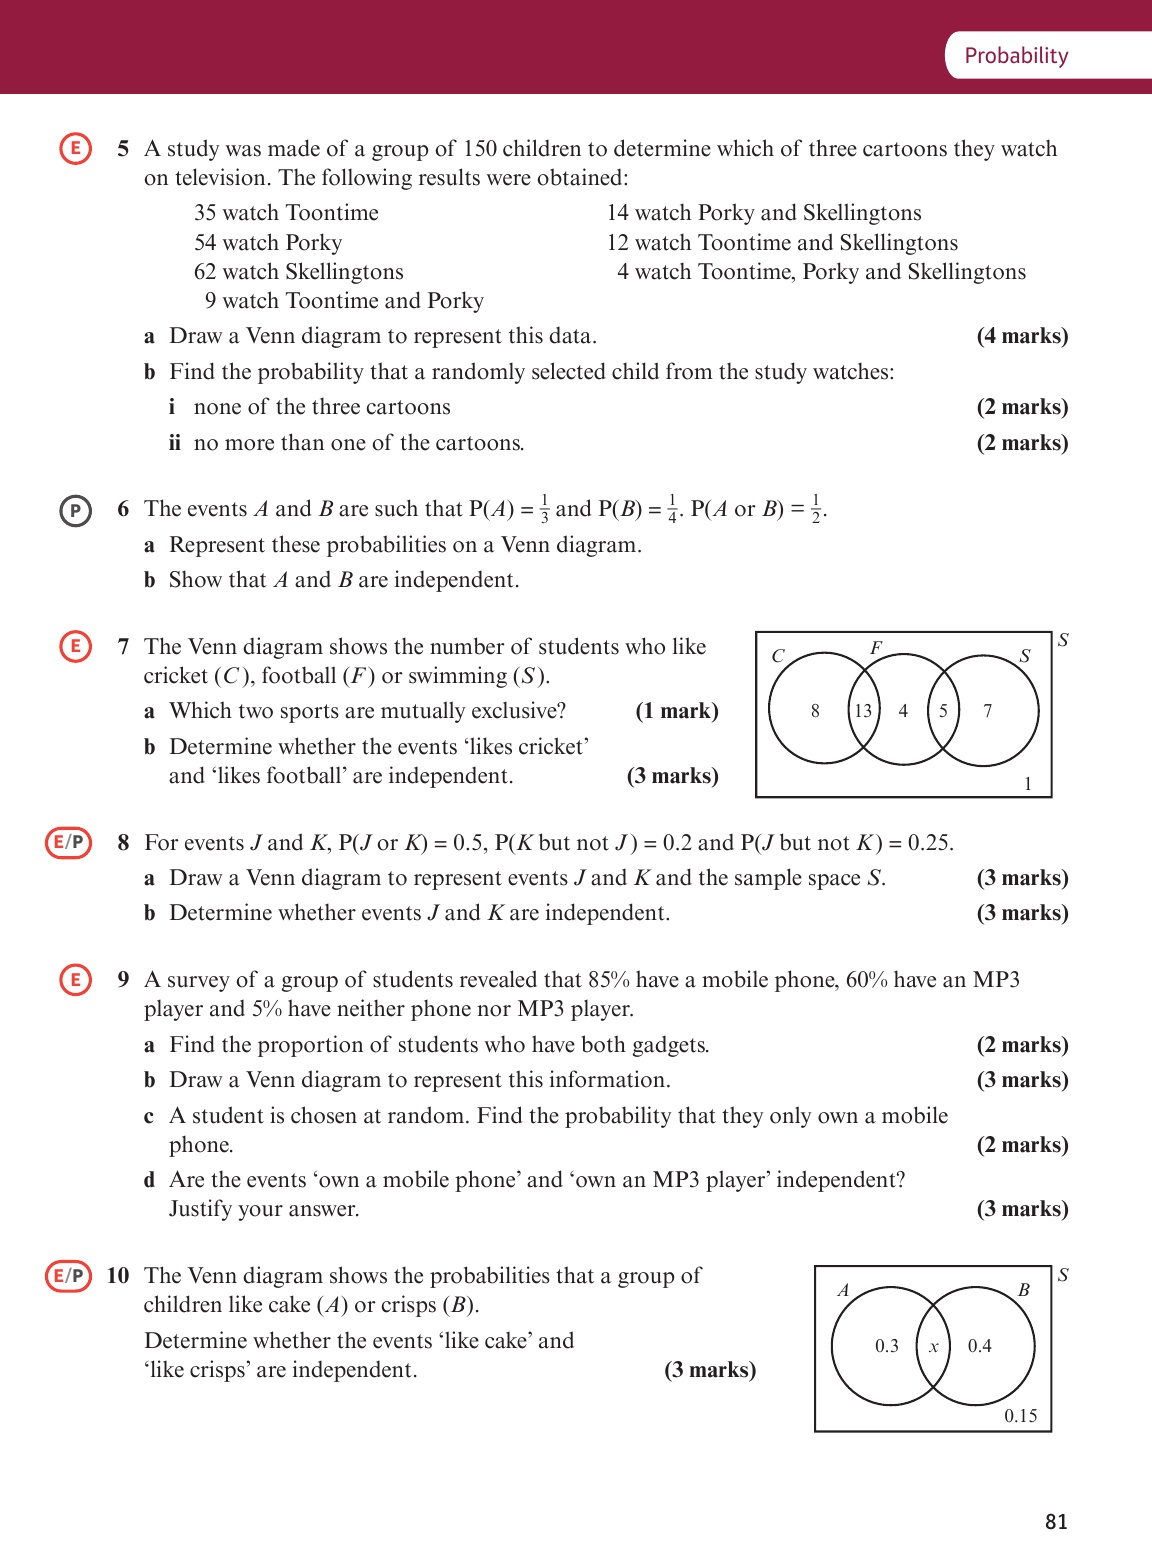 Probability
E 5 A study was made of a group of 150 children to determine which of three cartoons they watch
on television. The following results were obtained:
35 watch Toontime 14 watch Porky and Skellingtons
54 watch Porky 12 watch Toontime and Skellingtons
62 watch Skellingtons 4 watch Toontime, Porky and Skellingtons
9 watch Toontime and Porky
a Draw a Venn diagram to represent this data. (4 marks)
b Find the probability that a randomly selected child from the study watches:
i none of the three cartoons (2 marks)
ii no more than one of the cartoons. (2 marks)
P 6 The events A and B are such that P(A) = 1/3 and P(B) = 1/4. P(A or B) = 1/2.
a Represent these probabilities on a Venn diagram.
b Show that A and B are independent.
E 7 The Venn diagram shows the number of students who like
cricket (C), football (F) or swimming (S).
a Which two sports are mutually exclusive? (1 mark)
b Determine whether the events ‘likes cricket’
and ‘likes football’ are independent. (3 marks)
S
C F S
8 13 4 5 7
1
E/P 8 For events J and K, P(J or K) = 0.5, P(K but not J) = 0.2 and P(J but not K) = 0.25.
a Draw a Venn diagram to represent events J and K and the sample space S. (3 marks)
b Determine whether events J and K are independent. (3 marks)
E 9 A survey of a group of students revealed that 85% have a mobile phone, 60% have an MP3
player and 5% have neither phone nor MP3 player.
a Find the proportion of students who have both gadgets. (2 marks)
b Draw a Venn diagram to represent this information. (3 marks)
c A student is chosen at random. Find the probability that they only own a mobile
phone. (2 marks)
d Are the events ‘own a mobile phone’ and ‘own an MP3 player’ independent?
Justify your answer. (3 marks)
E/P 10 The Venn diagram shows the probabilities that a group of
children like cake (A) or crisps (B).
Determine whether the events ‘like cake’ and
‘like crisps’ are independent. (3 marks)
S
A B
0.3 x 0.4
0.15
81